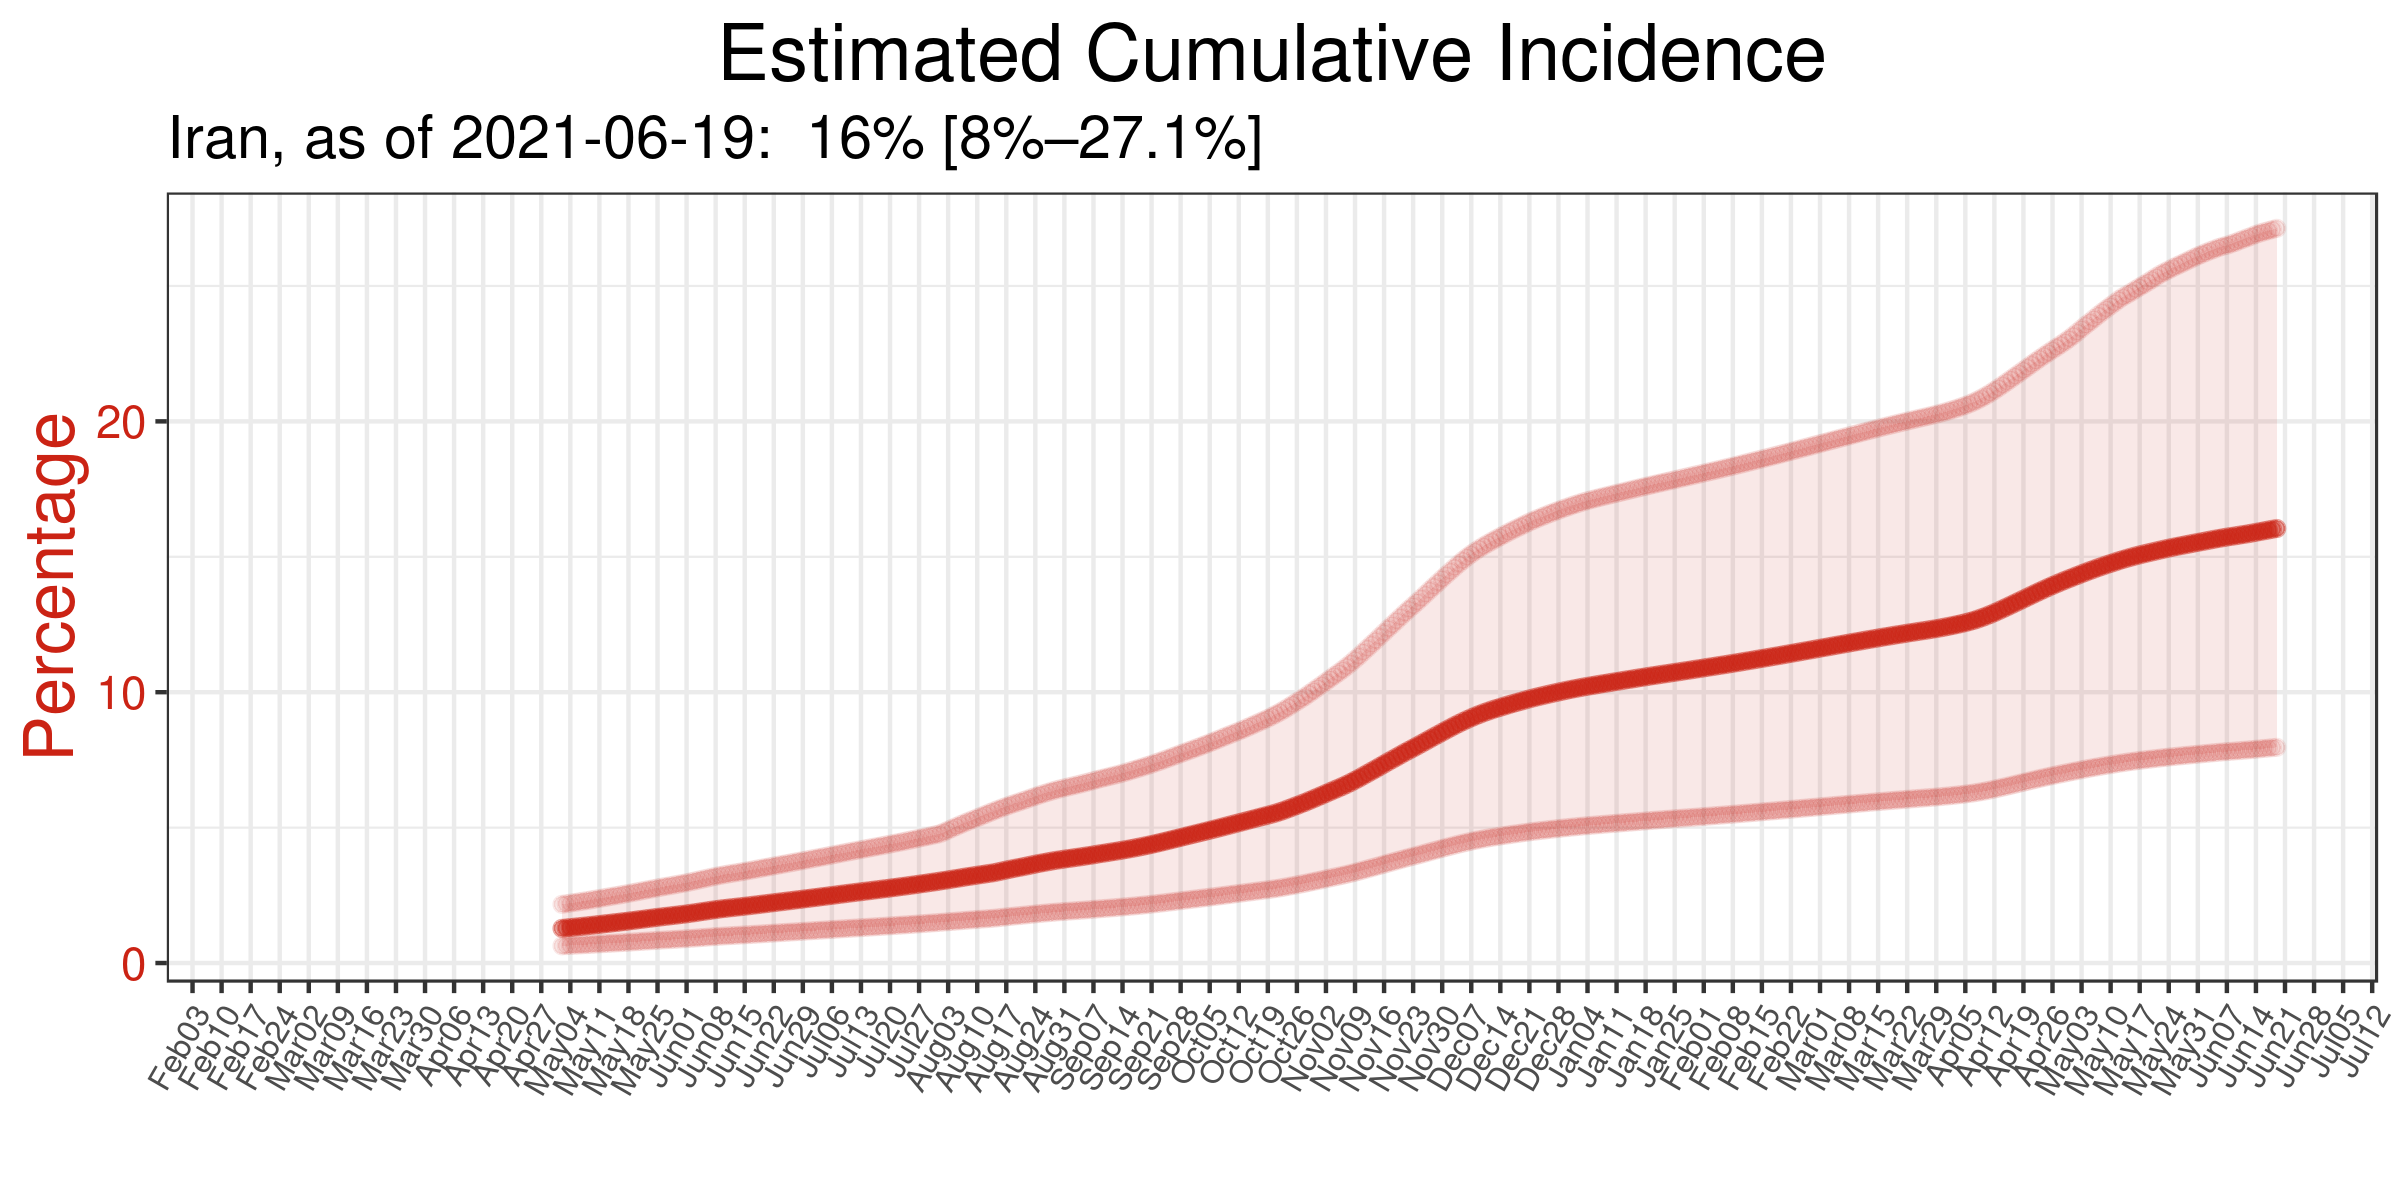 Estimated Cumulative Incidence
Iran, as of 2021-06-19:  16% [8%–27.1%]
Percentage
20
10
0
Feb03
Feb10
Feb17
Feb24
Mar02
Mar09
Mar16
Mar23
Mar30
Apr06
Apr13
Apr20
Apr27
May04
May11
May18
May25
Jun01
Jun08
Jun15
Jun22
Jun29
Jul06
Jul13
Jul20
Jul27
Aug03
Aug10
Aug17
Aug24
Aug31
Sep07
Sep14
Sep21
Sep28
Oct05
Oct12
Oct19
Oct26
Nov02
Nov09
Nov16
Nov23
Nov30
Dec07
Dec14
Dec21
Dec28
Jan04
Jan11
Jan18
Jan25
Feb01
Feb08
Feb15
Feb22
Mar01
Mar08
Mar15
Mar22
Mar29
Apr05
Apr12
Apr19
Apr26
May03
May10
May17
May24
May31
Jun07
Jun14
Jun21
Jun28
Jul05
Jul12